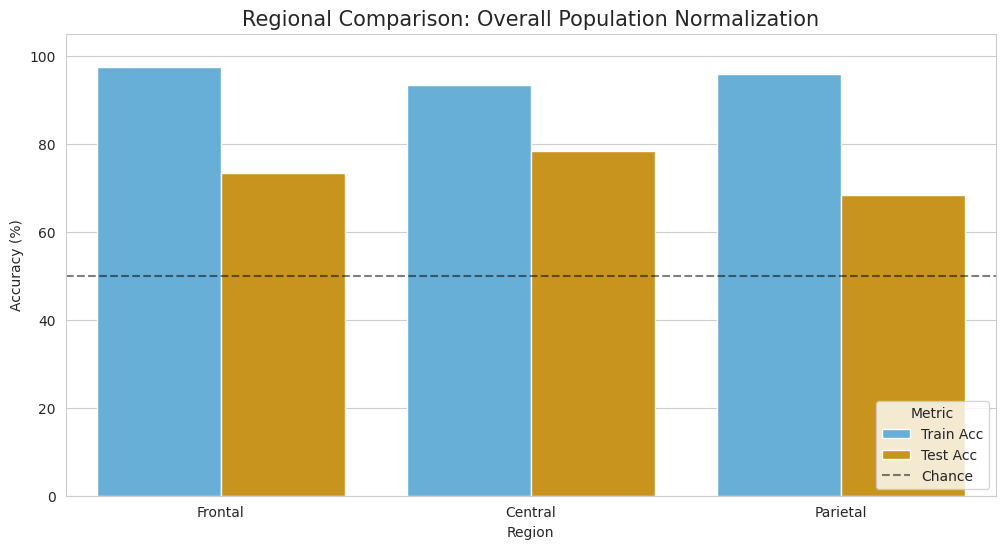 Regional Comparison: Overall Population Normalization
100
80
60
40
20
0
Accuracy (%)
Frontal
Central
Parietal
Region
Metric
Train Acc
Test Acc
Chance